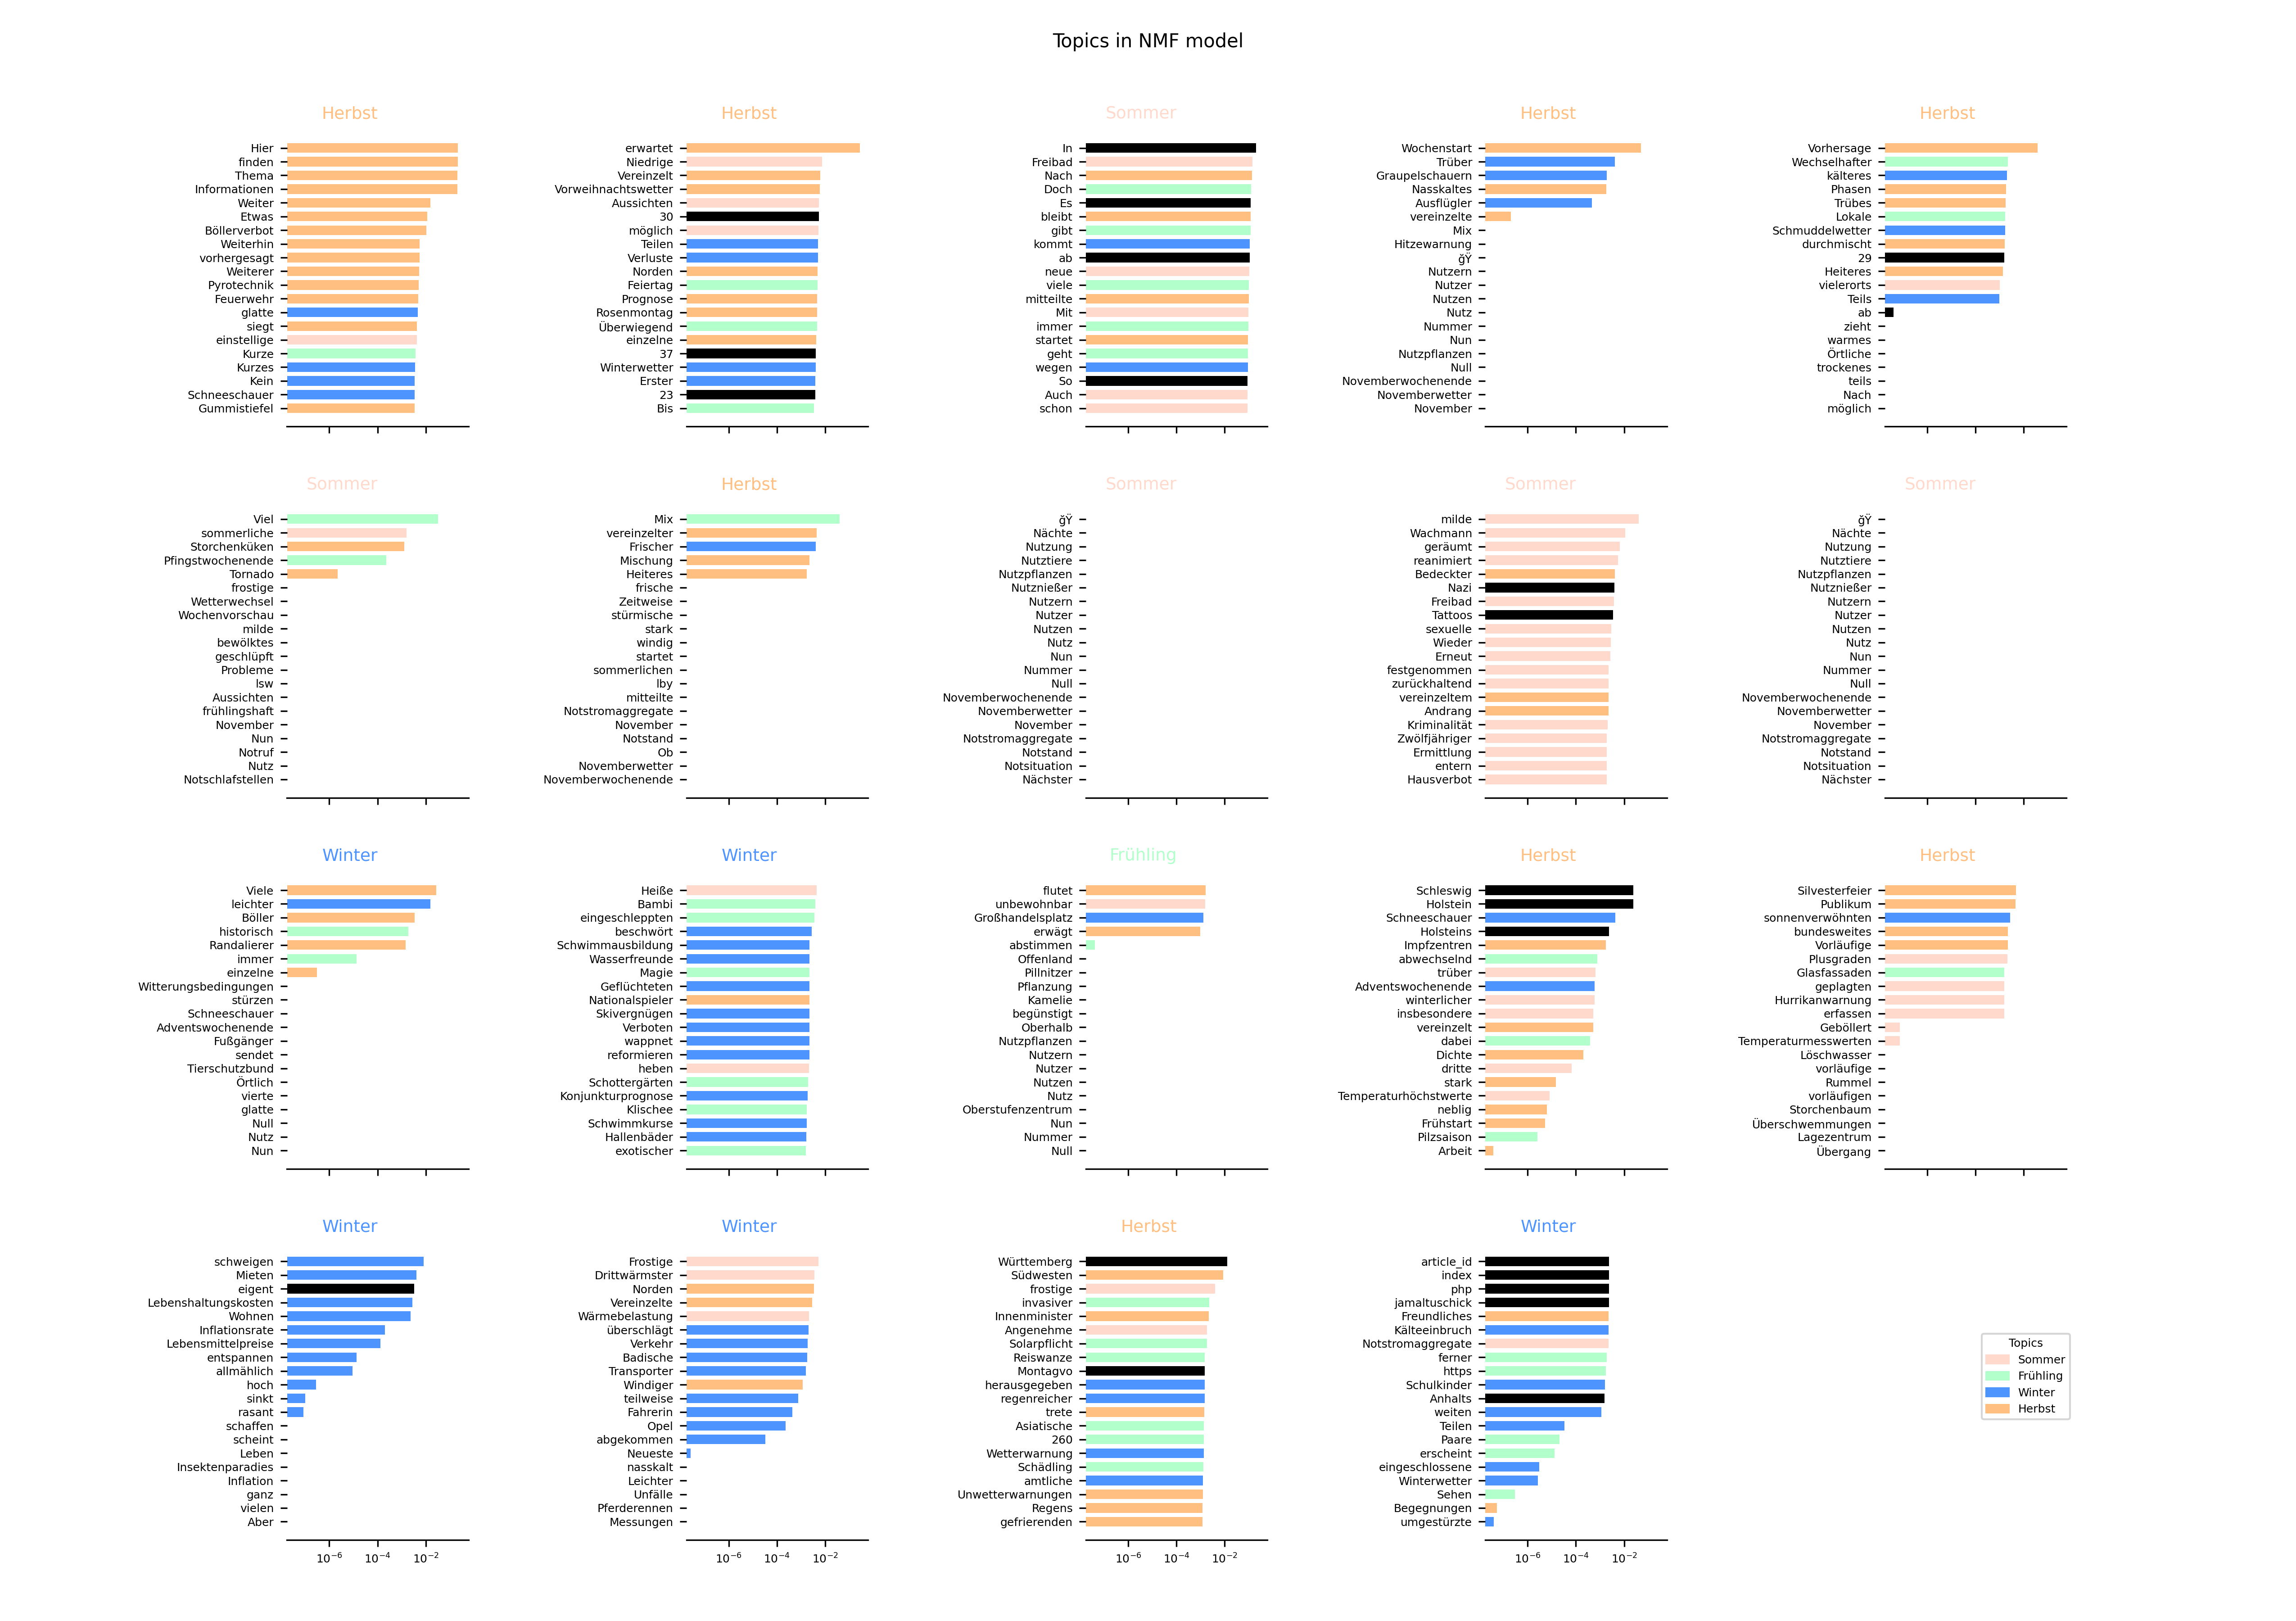 Topics in NMF model
Herbst
Hier
finden
Thema
Informationen
Weiter
Etwas
Böllerverbot
Weiterhin
vorhergesagt
Weiterer
Pyrotechnik
Feuerwehr
glatte
siegt
einstellige
Kurze
Kurzes
Kein
Schneeschauer
Gummistiefel
Herbst
erwartet
Niedrige
Vereinzelt
Vorweihnachtswetter
Aussichten
30
möglich
Teilen
Verluste
Norden
Feiertag
Prognose
Rosenmontag
Überwiegend
einzelne
37
Winterwetter
Erster
23
Bis
Sommer
In
Freibad
Nach
Doch
Es
bleibt
gibt
kommt
ab
neue
viele
mitteilte
Mit
immer
startet
geht
wegen
So
Auch
schon
Herbst
Wochenstart
Trüber
Graupelschauern
Nasskaltes
Ausflügler
vereinzelte
Mix
Hitzewarnung
ğŸ
Nutzern
Nutzer
Nutzen
Nutz
Nummer
Nun
Nutzpflanzen
Null
Novemberwochenende
Novemberwetter
November
Herbst
Vorhersage
Wechselhafter
kälteres
Phasen
Trübes
Lokale
Schmuddelwetter
durchmischt
29
Heiteres
vielerorts
Teils
ab
zieht
warmes
Örtliche
trockenes
teils
Nach
möglich
Sommer
Viel
sommerliche
Storchenküken
Pfingstwochenende
Tornado
frostige
Wetterwechsel
Wochenvorschau
milde
bewölktes
geschlüpft
Probleme
lsw
Aussichten
frühlingshaft
November
Nun
Notruf
Nutz
Notschlafstellen
Herbst
Mix
vereinzelter
Frischer
Mischung
Heiteres
frische
Zeitweise
stürmische
stark
windig
startet
sommerlichen
lby
mitteilte
Notstromaggregate
November
Notstand
Ob
Novemberwetter
Novemberwochenende
Sommer
ğŸ
Nächte
Nutzung
Nutztiere
Nutzpflanzen
Nutznießer
Nutzern
Nutzer
Nutzen
Nutz
Nun
Nummer
Null
Novemberwochenende
Novemberwetter
November
Notstromaggregate
Notstand
Notsituation
Nächster
Sommer
milde
Wachmann
geräumt
reanimiert
Bedeckter
Nazi
Freibad
Tattoos
sexuelle
Wieder
Erneut
festgenommen
zurückhaltend
vereinzeltem
Andrang
Kriminalität
Zwölfjähriger
Ermittlung
entern
Hausverbot
Sommer
ğŸ
Nächte
Nutzung
Nutztiere
Nutzpflanzen
Nutznießer
Nutzern
Nutzer
Nutzen
Nutz
Nun
Nummer
Null
Novemberwochenende
Novemberwetter
November
Notstromaggregate
Notstand
Notsituation
Nächster
Winter
Viele
leichter
Böller
historisch
Randalierer
immer
einzelne
Witterungsbedingungen
stürzen
Schneeschauer
Adventswochenende
Fußgänger
sendet
Tierschutzbund
Örtlich
vierte
glatte
Null
Nutz
Nun
Winter
Heiße
Bambi
eingeschleppten
beschwört
Schwimmausbildung
Wasserfreunde
Magie
Geflüchteten
Nationalspieler
Skivergnügen
Verboten
wappnet
reformieren
heben
Schottergärten
Konjunkturprognose
Klischee
Schwimmkurse
Hallenbäder
exotischer
Frühling
flutet
unbewohnbar
Großhandelsplatz
erwägt
abstimmen
Offenland
Pillnitzer
Pflanzung
Kamelie
begünstigt
Oberhalb
Nutzpflanzen
Nutzern
Nutzer
Nutzen
Nutz
Oberstufenzentrum
Nun
Nummer
Null
Herbst
Schleswig
Holstein
Schneeschauer
Holsteins
Impfzentren
abwechselnd
trüber
Adventswochenende
winterlicher
insbesondere
vereinzelt
dabei
Dichte
dritte
stark
Temperaturhöchstwerte
neblig
Frühstart
Pilzsaison
Arbeit
Herbst
Silvesterfeier
Publikum
sonnenverwöhnten
bundesweites
Vorläufige
Plusgraden
Glasfassaden
geplagten
Hurrikanwarnung
erfassen
Geböllert
Temperaturmesswerten
Löschwasser
vorläufige
Rummel
vorläufigen
Storchenbaum
Überschwemmungen
Lagezentrum
Übergang
Winter
schweigen
Mieten
eigent
Lebenshaltungskosten
Wohnen
Inflationsrate
Lebensmittelpreise
entspannen
allmählich
hoch
sinkt
rasant
schaffen
scheint
Leben
Insektenparadies
Inflation
ganz
vielen
Aber
10⁻⁶ 10⁻⁴ 10⁻²
Winter
Frostige
Drittwärmster
Norden
Vereinzelte
Wärmebelastung
überschlägt
Verkehr
Badische
Transporter
Windiger
teilweise
Fahrerin
Opel
abgekommen
Neueste
nasskalt
Leichter
Unfälle
Pferderennen
Messungen
10⁻⁶ 10⁻⁴ 10⁻²
Herbst
Württemberg
Südwesten
frostige
invasiver
Innenminister
Angenehme
Solarpflicht
Reiswanze
Montagvo
herausgegeben
regenreicher
trete
Asiatische
260
Wetterwarnung
Schädling
amtliche
Unwetterwarnungen
Regens
gefrierenden
10⁻⁶ 10⁻⁴ 10⁻²
Winter
article_id
index
php
jamaltuschick
Freundliches
Kälteeinbruch
Notstromaggregate
ferner
https
Schulkinder
Anhalts
weiten
Teilen
Paare
erscheint
eingeschlossene
Winterwetter
Sehen
Begegnungen
umgestürzte
10⁻⁶ 10⁻⁴ 10⁻²
Topics
Sommer
Frühling
Winter
Herbst